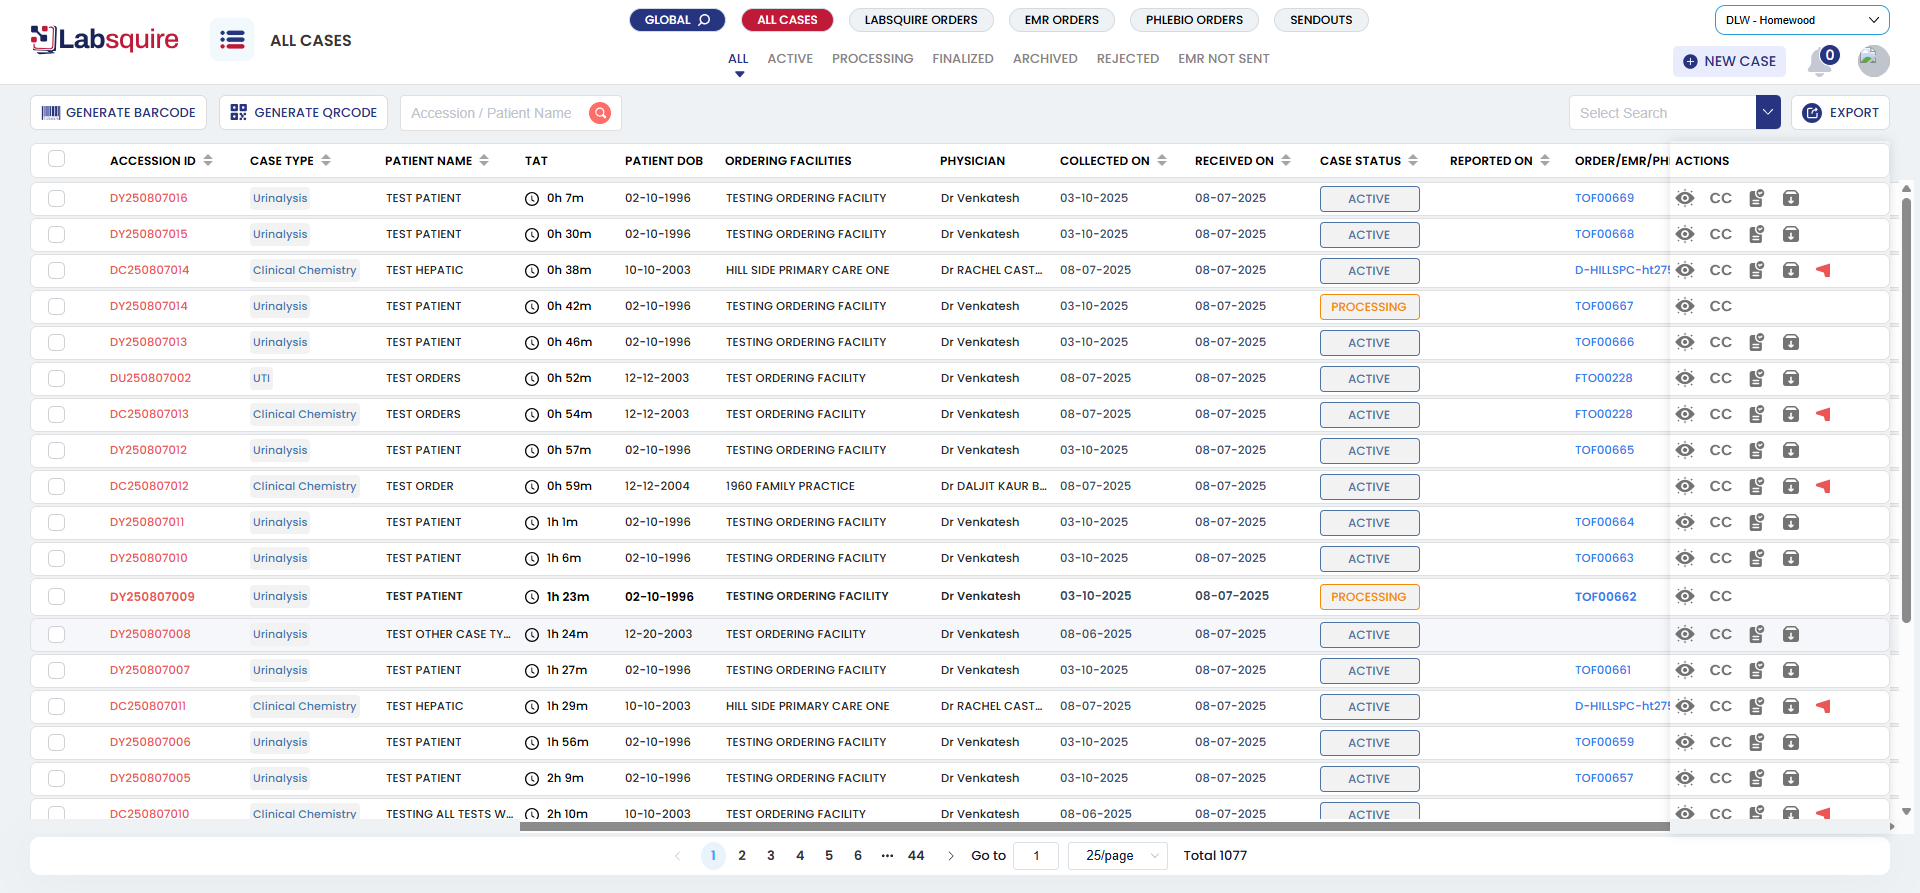 Labsquire
ALL CASES
GLOBAL
ALL CASES
LABSQUIRE ORDERS
EMR ORDERS
PHLEBIO ORDERS
SENDOUTS
DLW - Homewood
ALL
ACTIVE
PROCESSING
FINALIZED
ARCHIVED
REJECTED
EMR NOT SENT
NEW CASE
0
GENERATE BARCODE
GENERATE QRCODE
Accession / Patient Name
Select Search
EXPORT
ACCESSION ID CASE TYPE PATIENT NAME TAT PATIENT DOB ORDERING FACILITIES PHYSICIAN COLLECTED ON RECEIVED ON CASE STATUS REPORTED ON ORDER/EMR/PH ACTIONS
DY250807016 Urinalysis TEST PATIENT 0h 7m 02-10-1996 TESTING ORDERING FACILITY Dr Venkatesh 03-10-2025 08-07-2025 ACTIVE TOF00669 CC
DY250807015 Urinalysis TEST PATIENT 0h 30m 02-10-1996 TESTING ORDERING FACILITY Dr Venkatesh 03-10-2025 08-07-2025 ACTIVE TOF00668 CC
DC250807014 Clinical Chemistry TEST HEPATIC 0h 38m 10-10-2003 HILL SIDE PRIMARY CARE ONE Dr RACHEL CAST... 08-07-2025 08-07-2025 ACTIVE D-HILLSPC-ht275 CC
DY250807014 Urinalysis TEST PATIENT 0h 42m 02-10-1996 TESTING ORDERING FACILITY Dr Venkatesh 03-10-2025 08-07-2025 PROCESSING TOF00667 CC
DY250807013 Urinalysis TEST PATIENT 0h 46m 02-10-1996 TESTING ORDERING FACILITY Dr Venkatesh 03-10-2025 08-07-2025 ACTIVE TOF00666 CC
DU250807002 UTI TEST ORDERS 0h 52m 12-12-2003 TEST ORDERING FACILITY Dr Venkatesh 08-07-2025 08-07-2025 ACTIVE FTO00228 CC
DC250807013 Clinical Chemistry TEST ORDERS 0h 54m 12-12-2003 TEST ORDERING FACILITY Dr Venkatesh 08-07-2025 08-07-2025 ACTIVE FTO00228 CC
DY250807012 Urinalysis TEST PATIENT 0h 57m 02-10-1996 TESTING ORDERING FACILITY Dr Venkatesh 03-10-2025 08-07-2025 ACTIVE TOF00665 CC
DC250807012 Clinical Chemistry TEST ORDER 0h 59m 12-12-2004 1960 FAMILY PRACTICE Dr DALJIT KAUR B... 08-07-2025 08-07-2025 ACTIVE CC
DY250807011 Urinalysis TEST PATIENT 1h 1m 02-10-1996 TESTING ORDERING FACILITY Dr Venkatesh 03-10-2025 08-07-2025 ACTIVE TOF00664 CC
DY250807010 Urinalysis TEST PATIENT 1h 6m 02-10-1996 TESTING ORDERING FACILITY Dr Venkatesh 03-10-2025 08-07-2025 ACTIVE TOF00663 CC
DY250807009 Urinalysis TEST PATIENT 1h 23m 02-10-1996 TESTING ORDERING FACILITY Dr Venkatesh 03-10-2025 08-07-2025 PROCESSING TOF00662 CC
DY250807008 Urinalysis TEST OTHER CASE TY... 1h 24m 12-20-2003 TEST ORDERING FACILITY Dr Venkatesh 08-06-2025 08-07-2025 ACTIVE CC
DY250807007 Urinalysis TEST PATIENT 1h 27m 02-10-1996 TESTING ORDERING FACILITY Dr Venkatesh 03-10-2025 08-07-2025 ACTIVE TOF00661 CC
DC250807011 Clinical Chemistry TEST HEPATIC 1h 29m 10-10-2003 HILL SIDE PRIMARY CARE ONE Dr RACHEL CAST... 08-07-2025 08-07-2025 ACTIVE D-HILLSPC-ht275 CC
DY250807006 Urinalysis TEST PATIENT 1h 56m 02-10-1996 TESTING ORDERING FACILITY Dr Venkatesh 03-10-2025 08-07-2025 ACTIVE TOF00659 CC
DY250807005 Urinalysis TEST PATIENT 2h 9m 02-10-1996 TESTING ORDERING FACILITY Dr Venkatesh 03-10-2025 08-07-2025 ACTIVE TOF00657 CC
DC250807010 Clinical Chemistry TESTING ALL TESTS W... 2h 10m 10-10-2003 TEST ORDERING FACILITY Dr Venkatesh 08-06-2025 08-07-2025 ACTIVE CC
1 2 3 4 5 6 ••• 44 Go to 1 25/page Total 1077